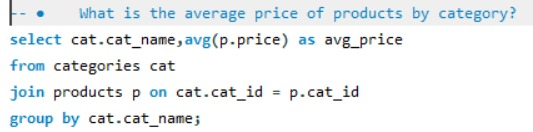 -- •   What is the average price of products by category?
select cat.cat_name,avg(p.price) as avg_price
from categories cat
join products p on cat.cat_id = p.cat_id
group by cat.cat_name;